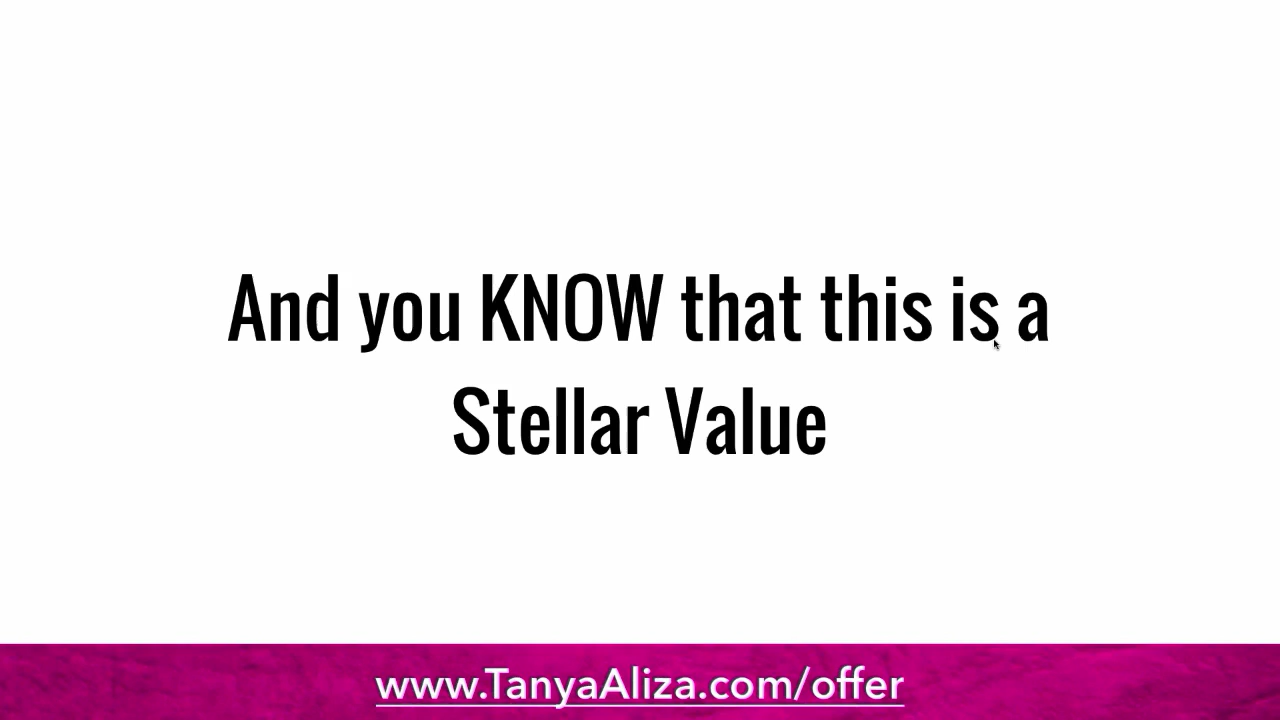 And you KNOW that this is a
Stellar Value
www.TanyaAliza.com/offer